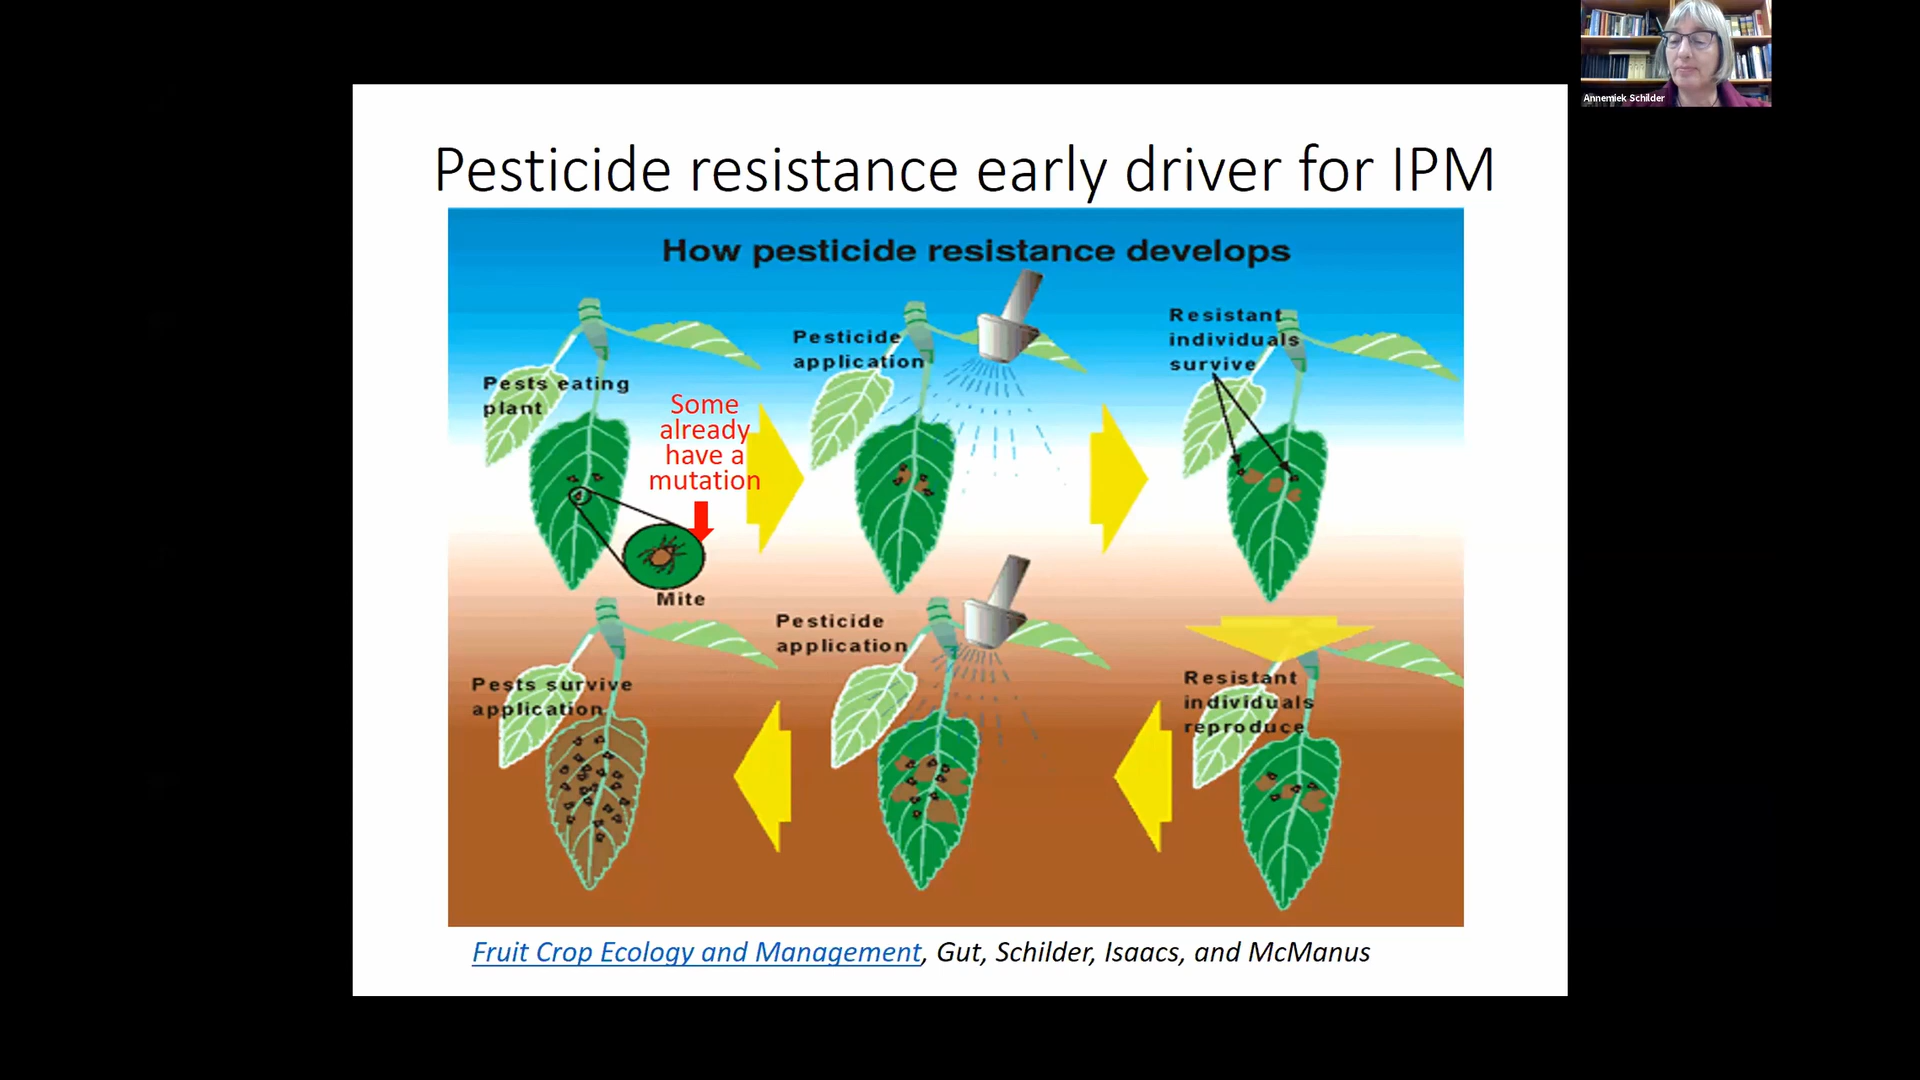 Annemiek Schilder
Pesticide resistance early driver for IPM
How pesticide resistance develops
Pests eating
plant
Some
already
have a
mutation
Mite
Pesticide
application
Resistant
individuals
survive
Resistant
individuals
reproduce
Pesticide
application
Pests survive
application
Fruit Crop Ecology and Management, Gut, Schilder, Isaacs, and McManus